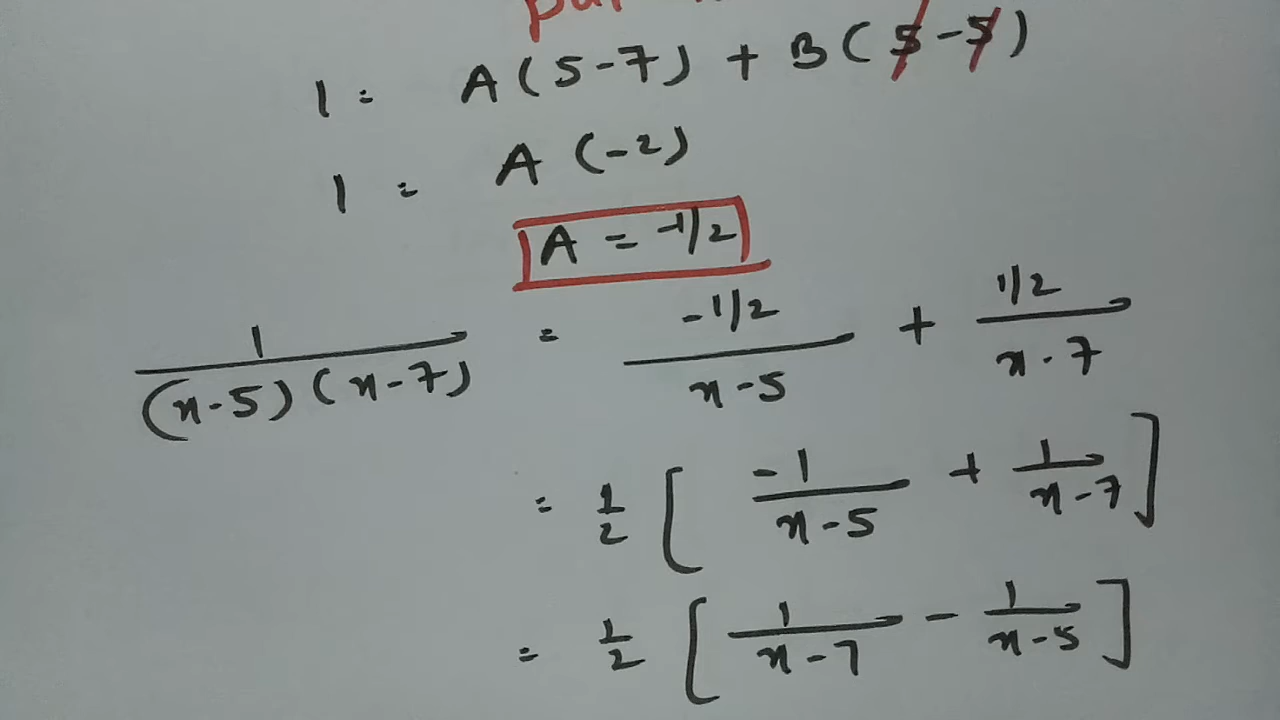 put
1 = A(5-7) + B(5-5)
1 = A(-2)
A = -1/2
1/(x-5)(x-7) = -1/2/x-5 + 1/2/x-7
= 1/2 [ -1/x-5 + 1/x-7 ]
= 1/2 [ 1/x-7 - 1/x-5 ]